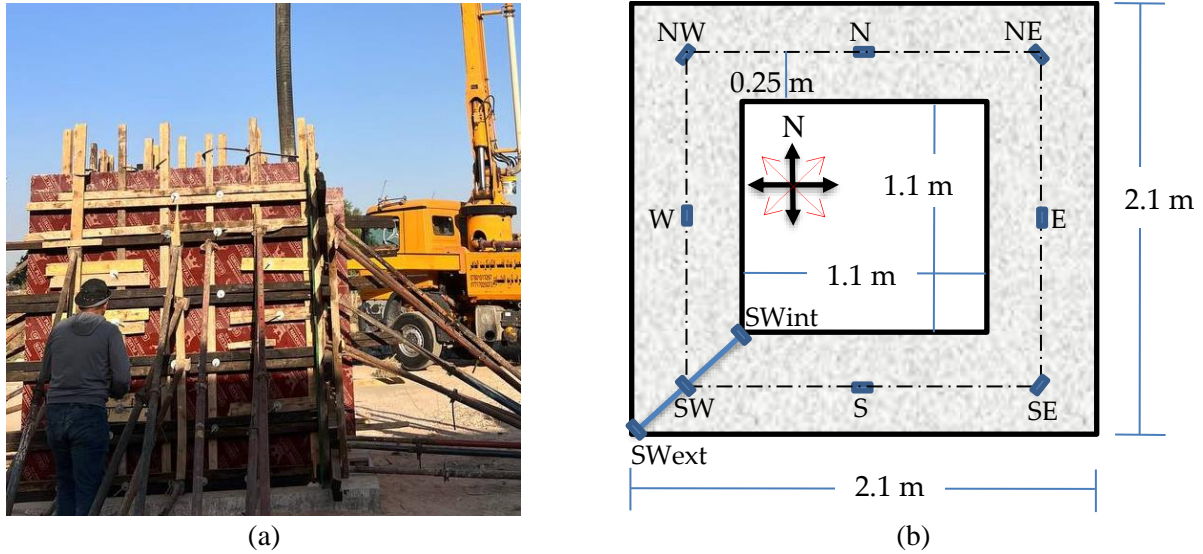 NW
N
NE
0.25 m
N
1.1 m
2.1 m
W
E
1.1 m
SWint
SW
S
SE
SWext
2.1 m
(a)
(b)